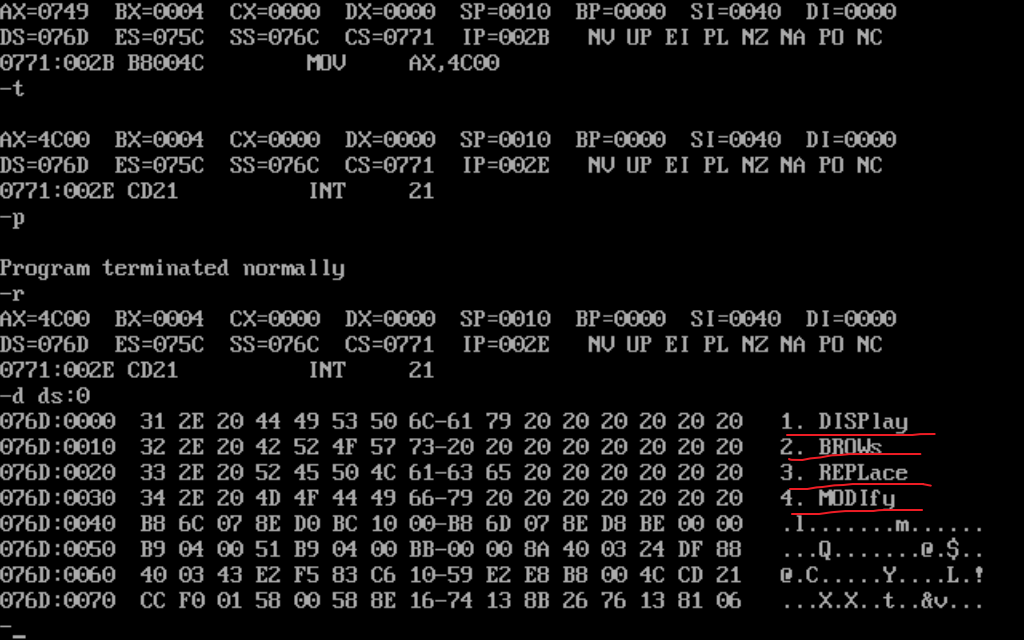 AX=0749  BX=0004  CX=0000  DX=0000  SP=0010  BP=0000  SI=0040  DI=0000
DS=076D  ES=075C  SS=076C  CS=0771  IP=002B   NV UP EI PL NZ NA PO NC
0771:002B B8004C        MOV     AX,4C00
-t
AX=4C00  BX=0004  CX=0000  DX=0000  SP=0010  BP=0000  SI=0040  DI=0000
DS=076D  ES=075C  SS=076C  CS=0771  IP=002E   NV UP EI PL NZ NA PO NC
0771:002E CD21          INT     21
-p
Program terminated normally
-r
AX=4C00  BX=0004  CX=0000  DX=0000  SP=0010  BP=0000  SI=0040  DI=0000
DS=076D  ES=075C  SS=076C  CS=0771  IP=002E   NV UP EI PL NZ NA PO NC
0771:002E CD21          INT     21
-d ds:0
076D:0000  31 2E 20 44 49 53 50 6C-61 79 20 20 20 20 20 20   1. DISPlay
076D:0010  32 2E 20 42 52 4F 57 73-20 20 20 20 20 20 20 20   2. BROWs
076D:0020  33 2E 20 52 45 50 4C 61-63 65 20 20 20 20 20 20   3. REPLace
076D:0030  34 2E 20 4D 4F 44 49 66-79 20 20 20 20 20 20 20   4. MODIfy
076D:0040  B8 6C 07 8E D0 BC 10 00-B8 6D 07 8E D8 BE 00 00   .l.......m......
076D:0050  B9 04 00 51 B9 04 00 BB-00 00 8A 40 03 24 DF 88   ...Q.......@.$..
076D:0060  40 03 43 E2 F5 83 C6 10-59 E2 E8 B8 00 4C CD 21   @.C.....Y....L.!
076D:0070  CC F0 01 58 00 58 8E 16-74 13 8B 26 76 13 81 06   ...X.X..t..&v...
-